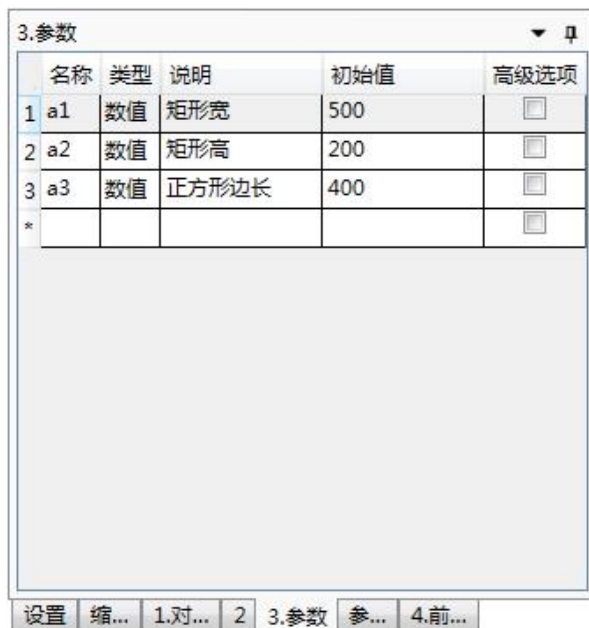 3.参数
名称 类型 说明 初始值 高级选项
1 a1 数值 矩形宽 500
2 a2 数值 矩形高 200
3 a3 数值 正方形边长 400
*
设置 缩... 1.对... 2 3.参数 参... 4.前...